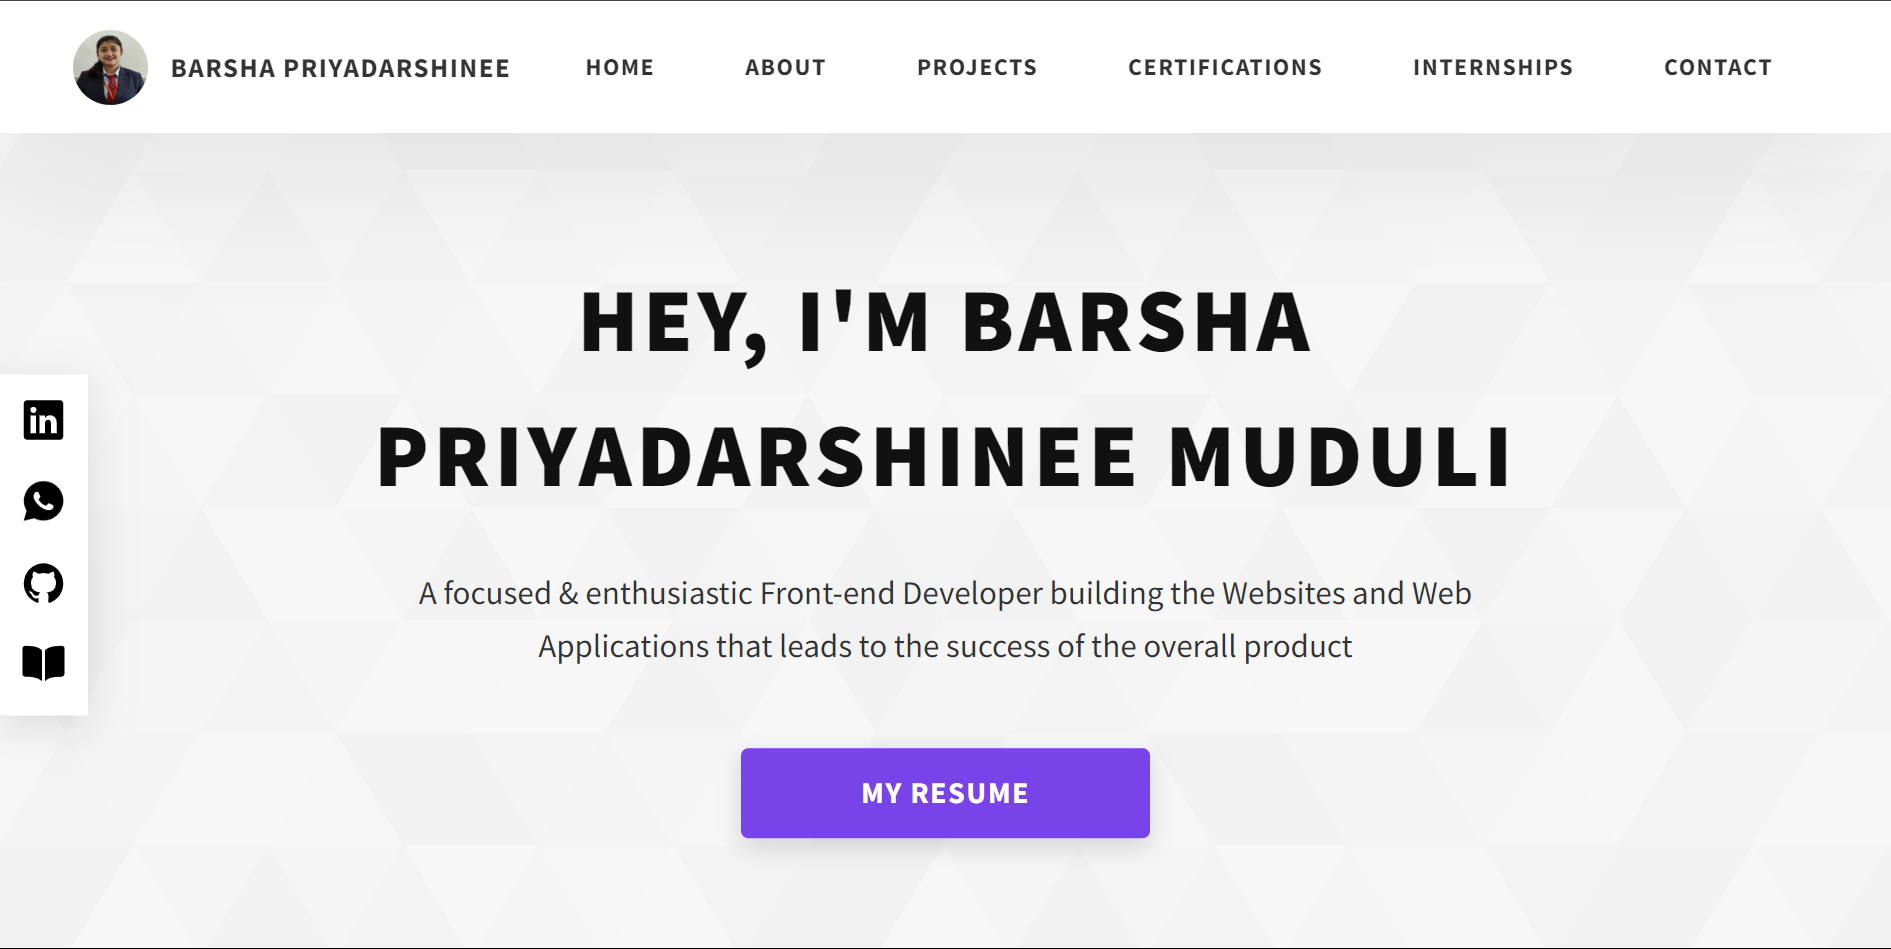 BARSHA PRIYADARSHINEE
HOME
ABOUT
PROJECTS
CERTIFICATIONS
INTERNSHIPS
CONTACT
HEY, I'M BARSHA
PRIYADARSHINEE MUDULI
in
A focused & enthusiastic Front-end Developer building the Websites and Web
Applications that leads to the success of the overall product
MY RESUME